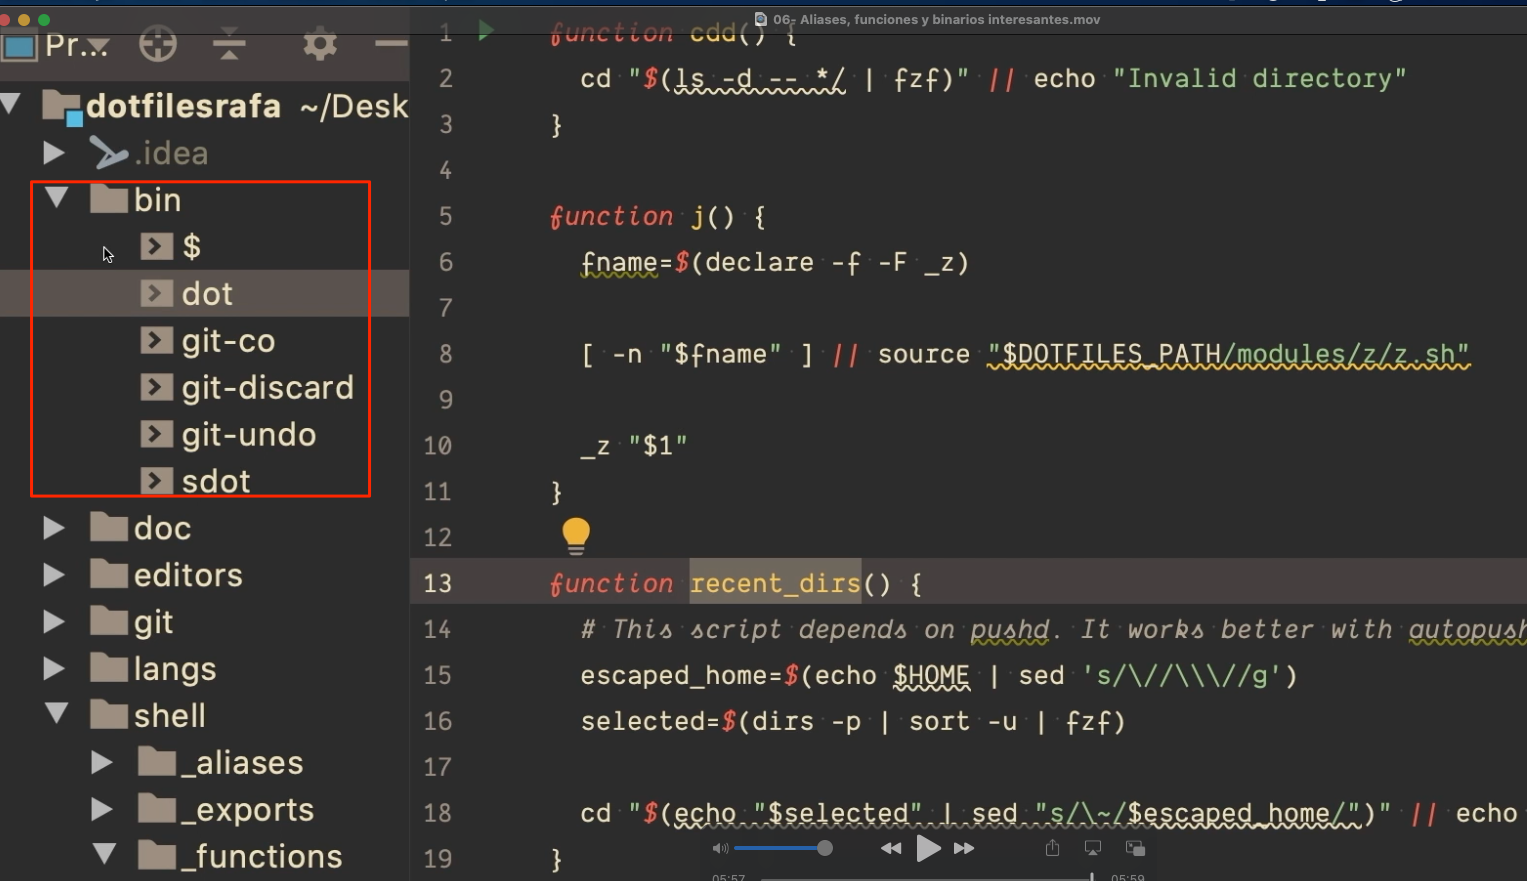 06- Aliases, funciones y binarios interesantes.mov
Pr...
dotfilesrafa ~/Desk
.idea
bin
$
dot
git-co
git-discard
git-undo
sdot
doc
editors
git
langs
shell
_aliases
_exports
_functions
1 function cdd() {
2 cd "$(ls -d -- */ | fzf)" || echo "Invalid directory"
3 }
4
5 function j() {
6 fname=$(declare -f -F _z)
7
8 [ -n "$fname" ] || source "$DOTFILES_PATH/modules/z/z.sh"
9
10 _z "$1"
11 }
12
13 function recent_dirs() {
14 # This script depends on pushd. It works better with autopush
15 escaped_home=$(echo $HOME | sed 's/\//\\\//g')
16 selected=$(dirs -p | sort -u | fzf)
17
18 cd "$(echo "$selected" | sed "s/\~/$escaped_home/")" || echo
19 }
05:57 05:59